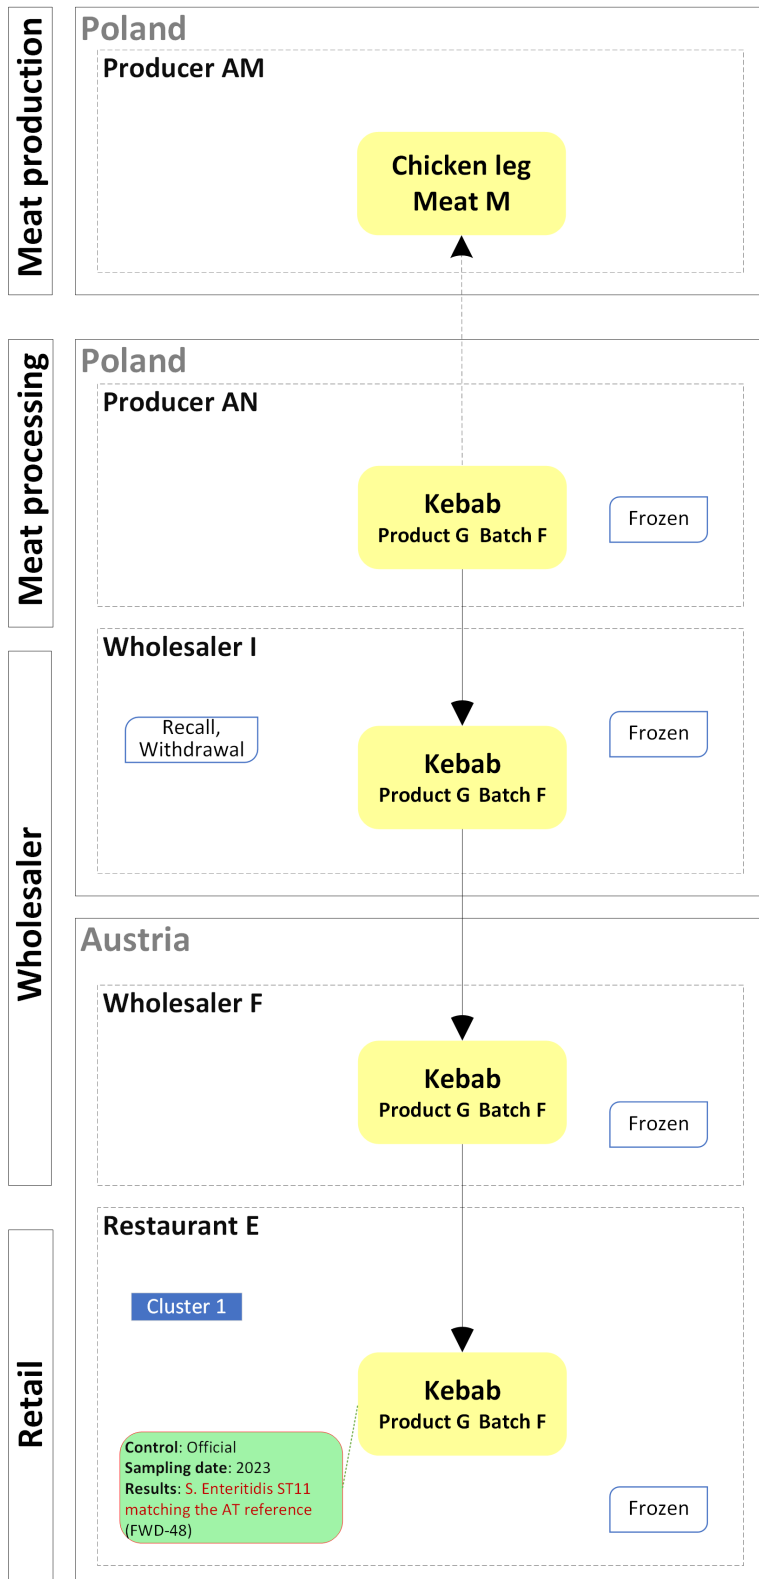 Meat production
Poland
Producer AM
Chicken leg
Meat M
Meat processing
Poland
Producer AN
Kebab
Product G Batch F
Frozen
Wholesaler
Wholesaler I
Recall,
Withdrawal
Frozen
Kebab
Product G Batch F
Austria
Wholesaler F
Kebab
Product G Batch F
Frozen
Retail
Restaurant E
Cluster 1
Kebab
Product G Batch F
Control: Official
Sampling date: 2023
Results: S. Enteritidis ST11
matching the AT reference
(FWD-48)
Frozen